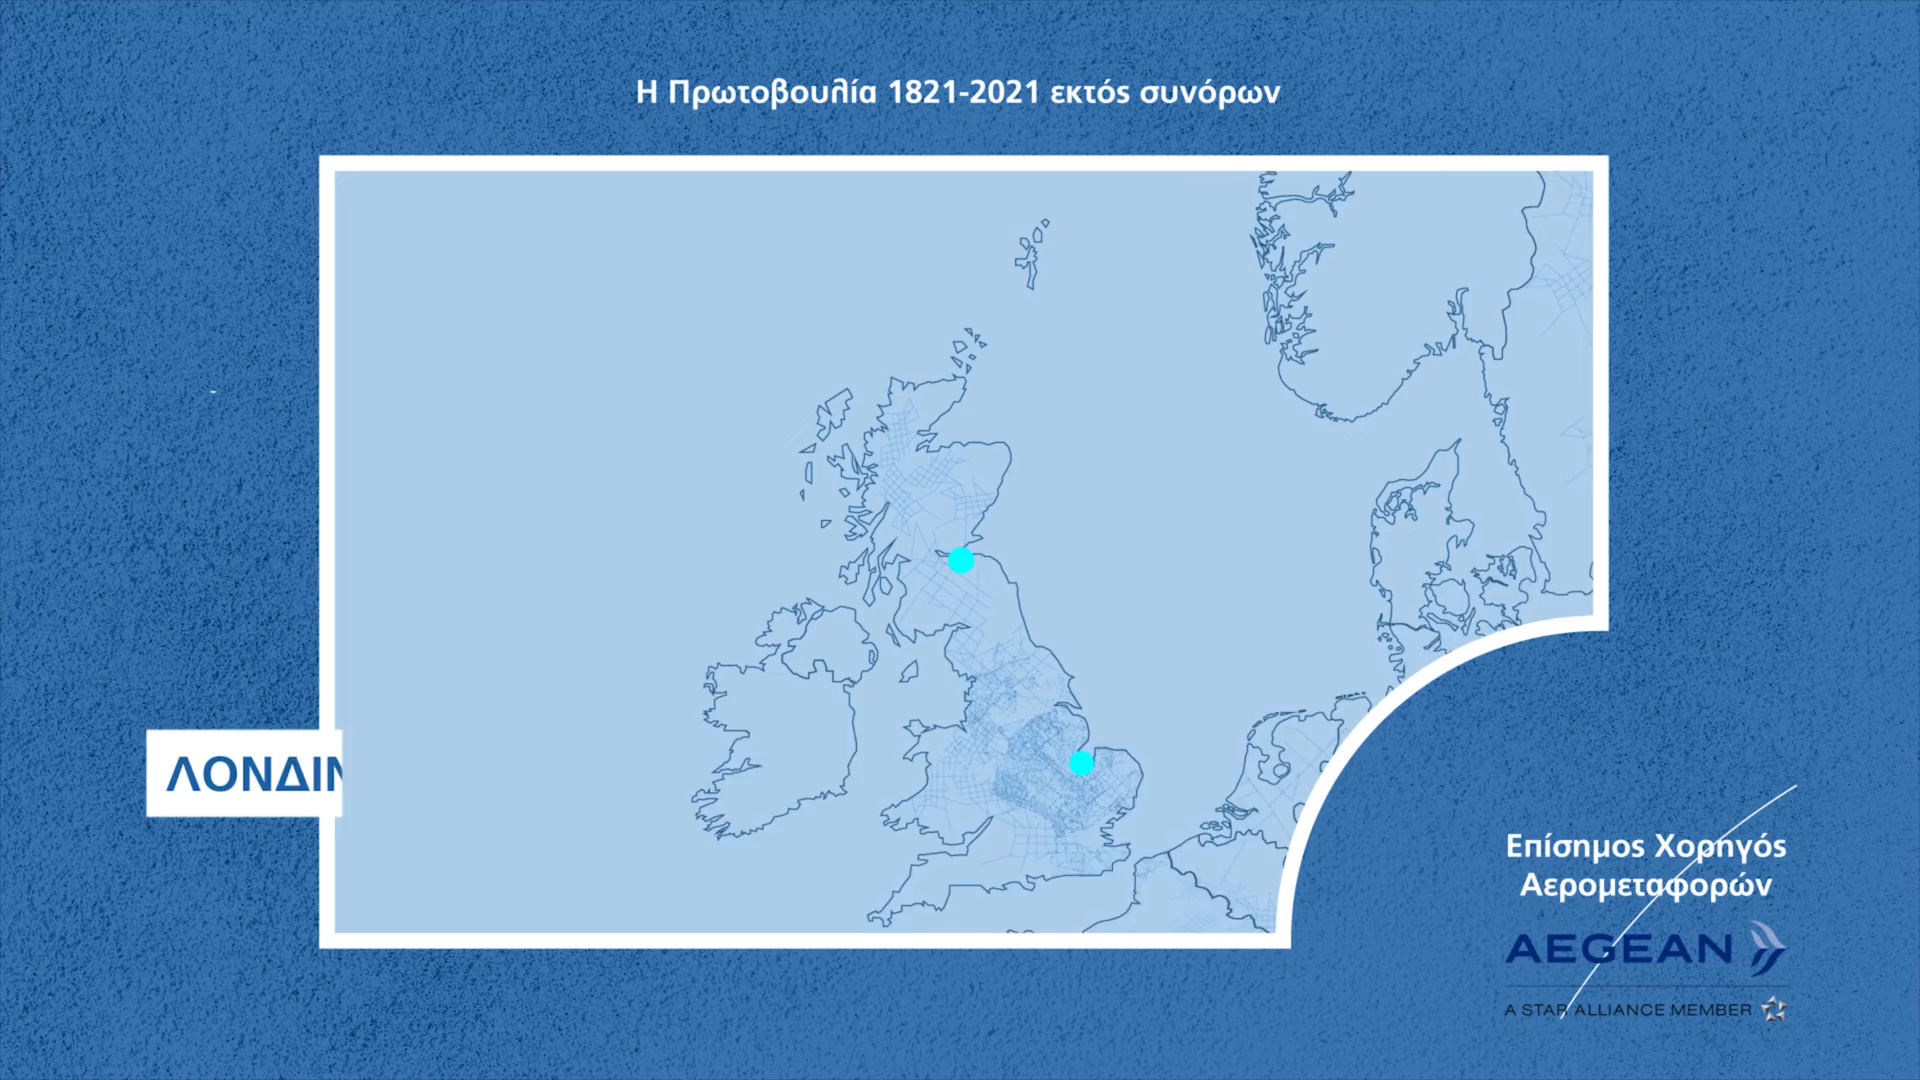 Η Πρωτοβουλία 1821-2021 εκτός συνόρων
ΛΟΝΔΙΝ
Επίσημος Χορηγός
Αερομεταφορών
AEGEAN
A STAR ALLIANCE MEMBER